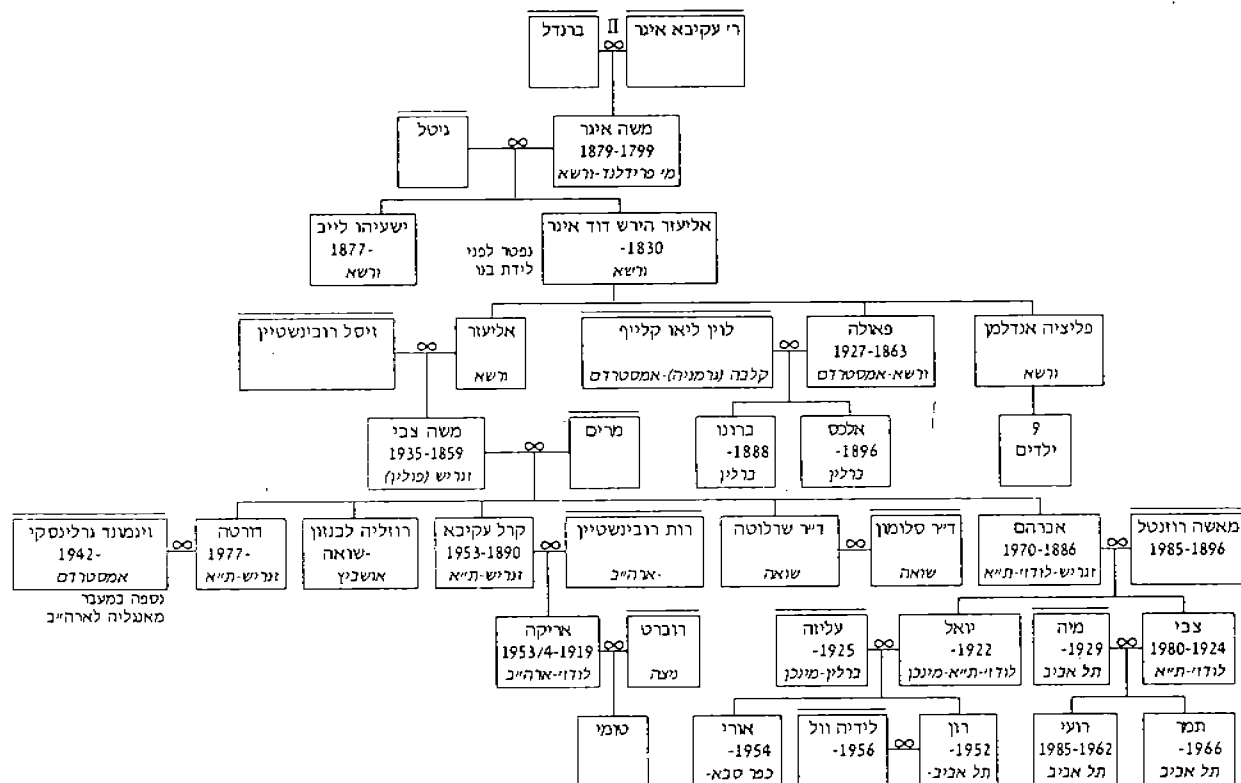 ר' עקיבא איגר
II
ברנדל
משה איגר
1879-1799
מי פרידלנד-ורשא
גיטל
אליעזר הירש דוד איגר
-1830
ורשא
נפטר לפני
לידת בנו
ישעיהו לייב
1877-
ורשא
פליציה אנדלמן
ורשא
פאולה
1927-1863
ורשא-אמסטרדם
לוין ליאו קלייף
קלבה (גרמניה)-אמסטרדם
אליעזר
ורשא
זיסל רובינשטיין
9
ילדים
אלכס
-1896
ברלין
ברונו
-1888
ברלין
מרים
משה צבי
1935-1859
זגריש (פולין)
מאשה רוזנטל
1985-1896
אברהם
1970-1886
זגריש-לודז'-ת"א
ד"ר סלומון
שואה
ד"ר שרלוטה
שואה
רות רובינשטיין
-ארה"ב
קרל עקיבא
1953-1890
זגריש-ת"א
רוזליה לבנזון
-שואה
אושביץ
דורטה
1977-
זגריש-ת"א
זיגמונד גרלינסקי
1942-
אמסטרדם
נספה במעבר
מאנגליה לארה"ב
צבי
1980-1924
לודז'-ת"א
מיה
-1929
תל אביב
יואל
-1922
לודז'-ת"א-מינכן
עליזה
-1925
ברלין-מינכן
רוברט
ניצה
אריקה
1953/4-1919
לודז'-ארה"ב
תמר
-1966
תל אביב
רועי
1985-1962
תל אביב
רון
-1952
תל אביב-
לידיה וול
-1956
אורי
-1954
כפר סבא-
טומי